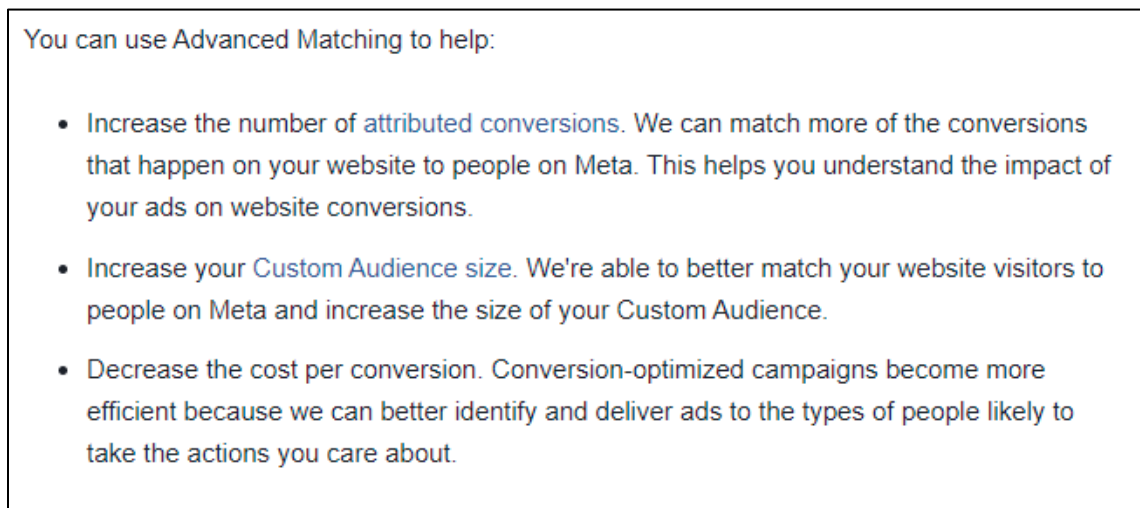 You can use Advanced Matching to help:
• Increase the number of attributed conversions. We can match more of the conversions
that happen on your website to people on Meta. This helps you understand the impact of
your ads on website conversions.
• Increase your Custom Audience size. We're able to better match your website visitors to
people on Meta and increase the size of your Custom Audience.
• Decrease the cost per conversion. Conversion-optimized campaigns become more
efficient because we can better identify and deliver ads to the types of people likely to
take the actions you care about.